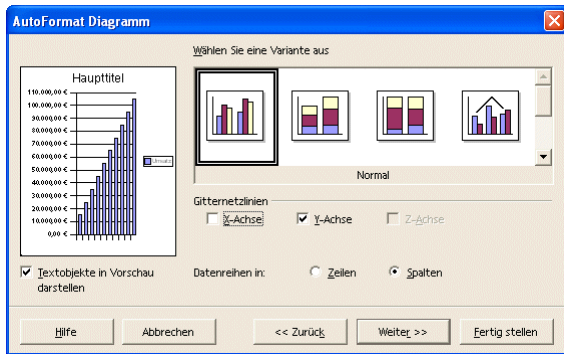 AutoFormat Diagramm
Wählen Sie eine Variante aus
Haupttitel
110.000,00 €
100.000,00 €
90.000,00 €
80.000,00 €
70.000,00 €
60.000,00 €
50.000,00 €
40.000,00 €
30.000,00 €
20.000,00 €
10.000,00 €
0,00 €
Umsatz
Normal
Gitternetzlinien
X-Achse Y-Achse Z-Achse
Textobjekte in Vorschau
darstellen
Datenreihen in: Zeilen Spalten
Hilfe Abbrechen << Zurück Weiter >> Fertig stellen